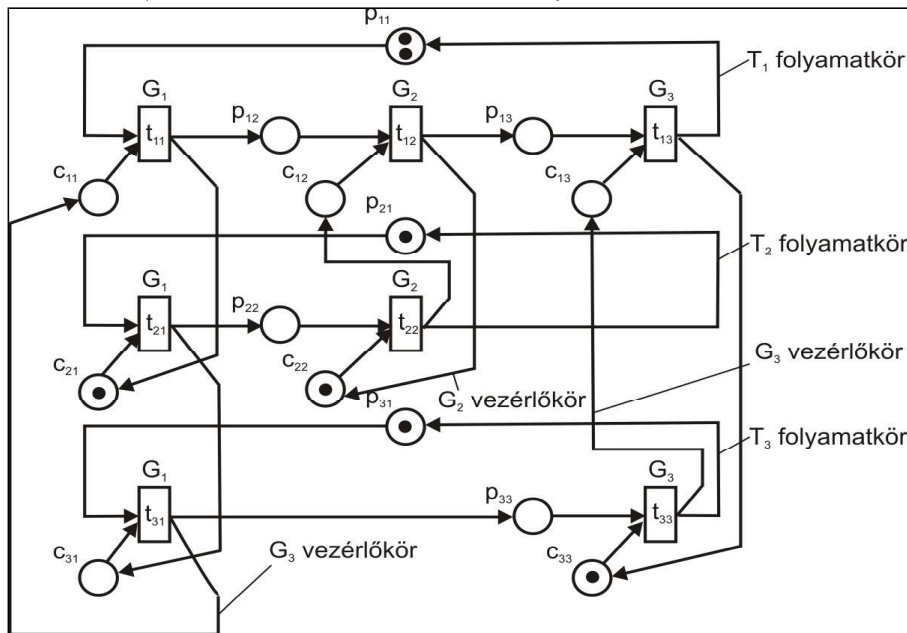 p11
T1 folyamatkör
G1 G2 G3
p12 p13
t11 t12 t13
c11 c12 c13
p21
T2 folyamatkör
G1 G2
p22
t21 t22
c21 c22
G3 vezérlőkör
G2 vezérlőkör
p31
T3 folyamatkör
G1 G3
p33
t31 t33
c31 c33
G3 vezérlőkör